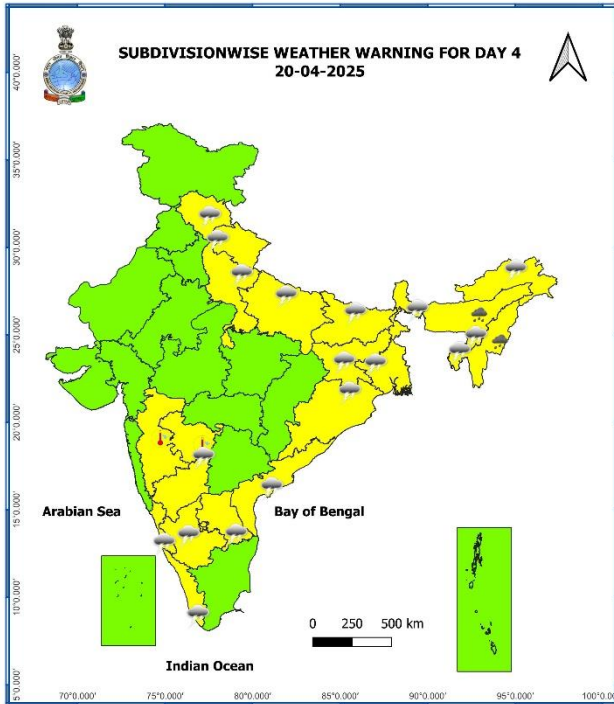 SUBDIVISIONWISE WEATHER WARNING FOR DAY 4
20-04-2025
40°0.000'
35°0.000'
30°0.000'
25°0.000'
20°0.000'
15°0.000'
10°0.000'
5°0.000'
Arabian Sea
Bay of Bengal
0 250 500 km
Indian Ocean
70°0.000' 75°0.000' 80°0.000' 85°0.000' 90°0.000' 95°0.000' 100°0.0